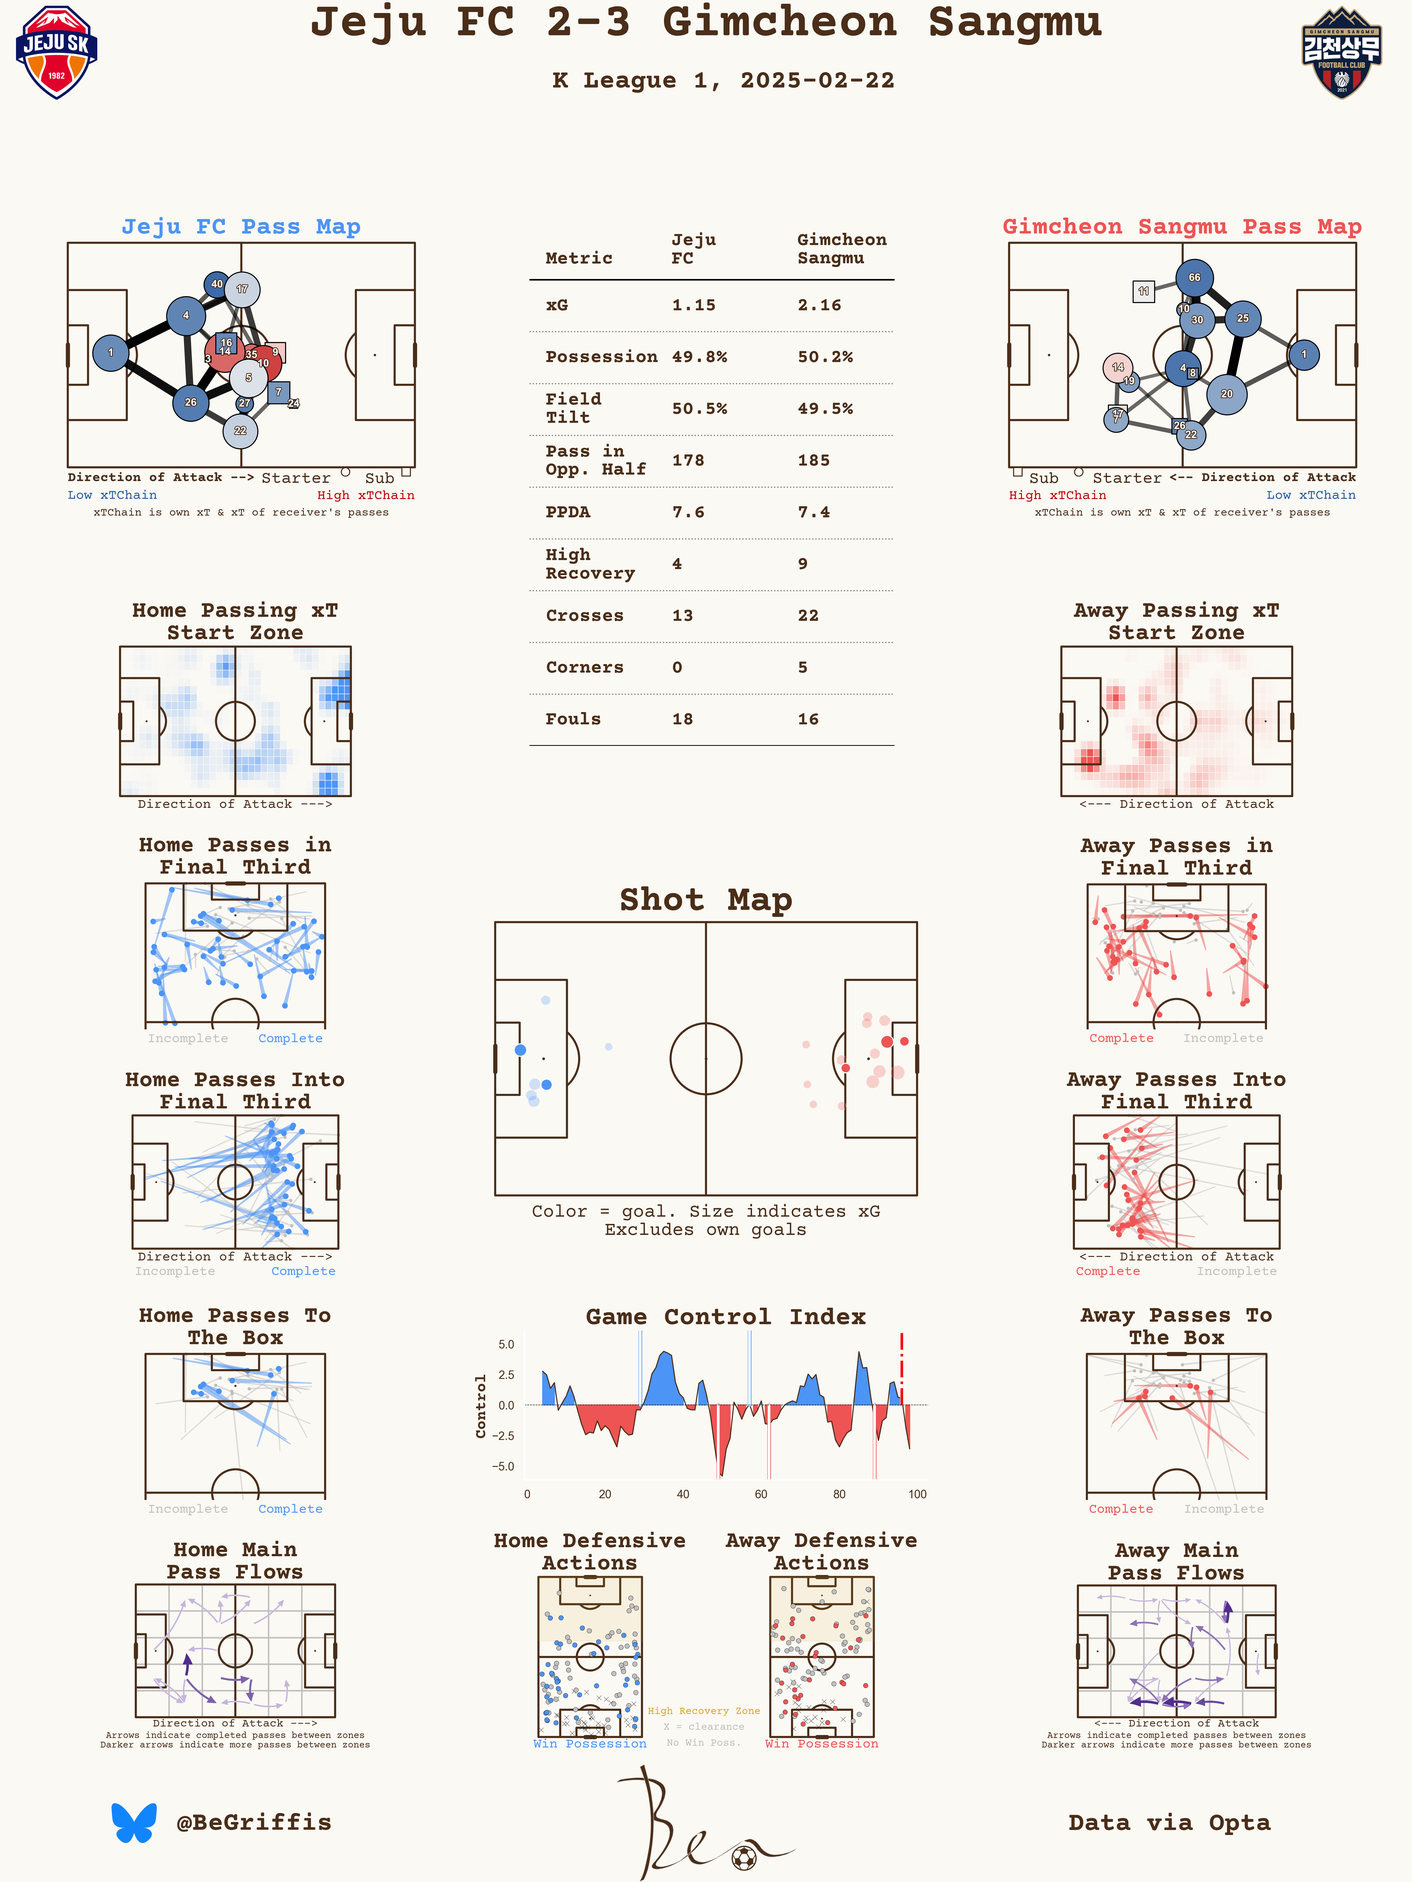 Jeju FC 2-3 Gimcheon Sangmu
K League 1, 2025-02-22
JEJU SK
1982
GIMCHEON SANGMU
김천상무
FOOTBALL CLUB
2021
Jeju FC Pass Map
40
17
4
1
16
14
3
35
9
10
5
7
26
27
24
22
Direction of Attack --> Starter Sub
Low xTChain High xTChain
xTChain is own xT & xT of receiver's passes
Metric Jeju FC Gimcheon Sangmu
xG 1.15 2.16
Possession 49.8% 50.2%
Field Tilt 50.5% 49.5%
Pass in Opp. Half 178 185
PPDA 7.6 7.4
High Recovery 4 9
Crosses 13 22
Corners 0 5
Fouls 18 16
Gimcheon Sangmu Pass Map
66
11
10
30
25
1
14
4
8
19
20
17
7
26
22
Sub Starter <-- Direction of Attack
High xTChain Low xTChain
xTChain is own xT & xT of receiver's passes
Home Passing xT
Start Zone
Direction of Attack --->
Away Passing xT
Start Zone
<--- Direction of Attack
Home Passes in
Final Third
Incomplete Complete
Away Passes in
Final Third
Complete Incomplete
Shot Map
Color = goal. Size indicates xG
Excludes own goals
Home Passes Into
Final Third
Direction of Attack --->
Incomplete Complete
Away Passes Into
Final Third
<--- Direction of Attack
Complete Incomplete
Home Passes To
The Box
Incomplete Complete
Game Control Index
Control
5.0
2.5
0.0
−2.5
−5.0
0 20 40 60 80 100
Away Passes To
The Box
Complete Incomplete
Home Main
Pass Flows
Direction of Attack --->
Arrows indicate completed passes between zones
Darker arrows indicate more passes between zones
Home Defensive
Actions
Win Possession
Away Defensive
Actions
Win Possession
High Recovery Zone
X = clearance
No Win Poss.
Away Main
Pass Flows
<--- Direction of Attack
Arrows indicate completed passes between zones
Darker arrows indicate more passes between zones
@BeGriffis
Ben
Data via Opta